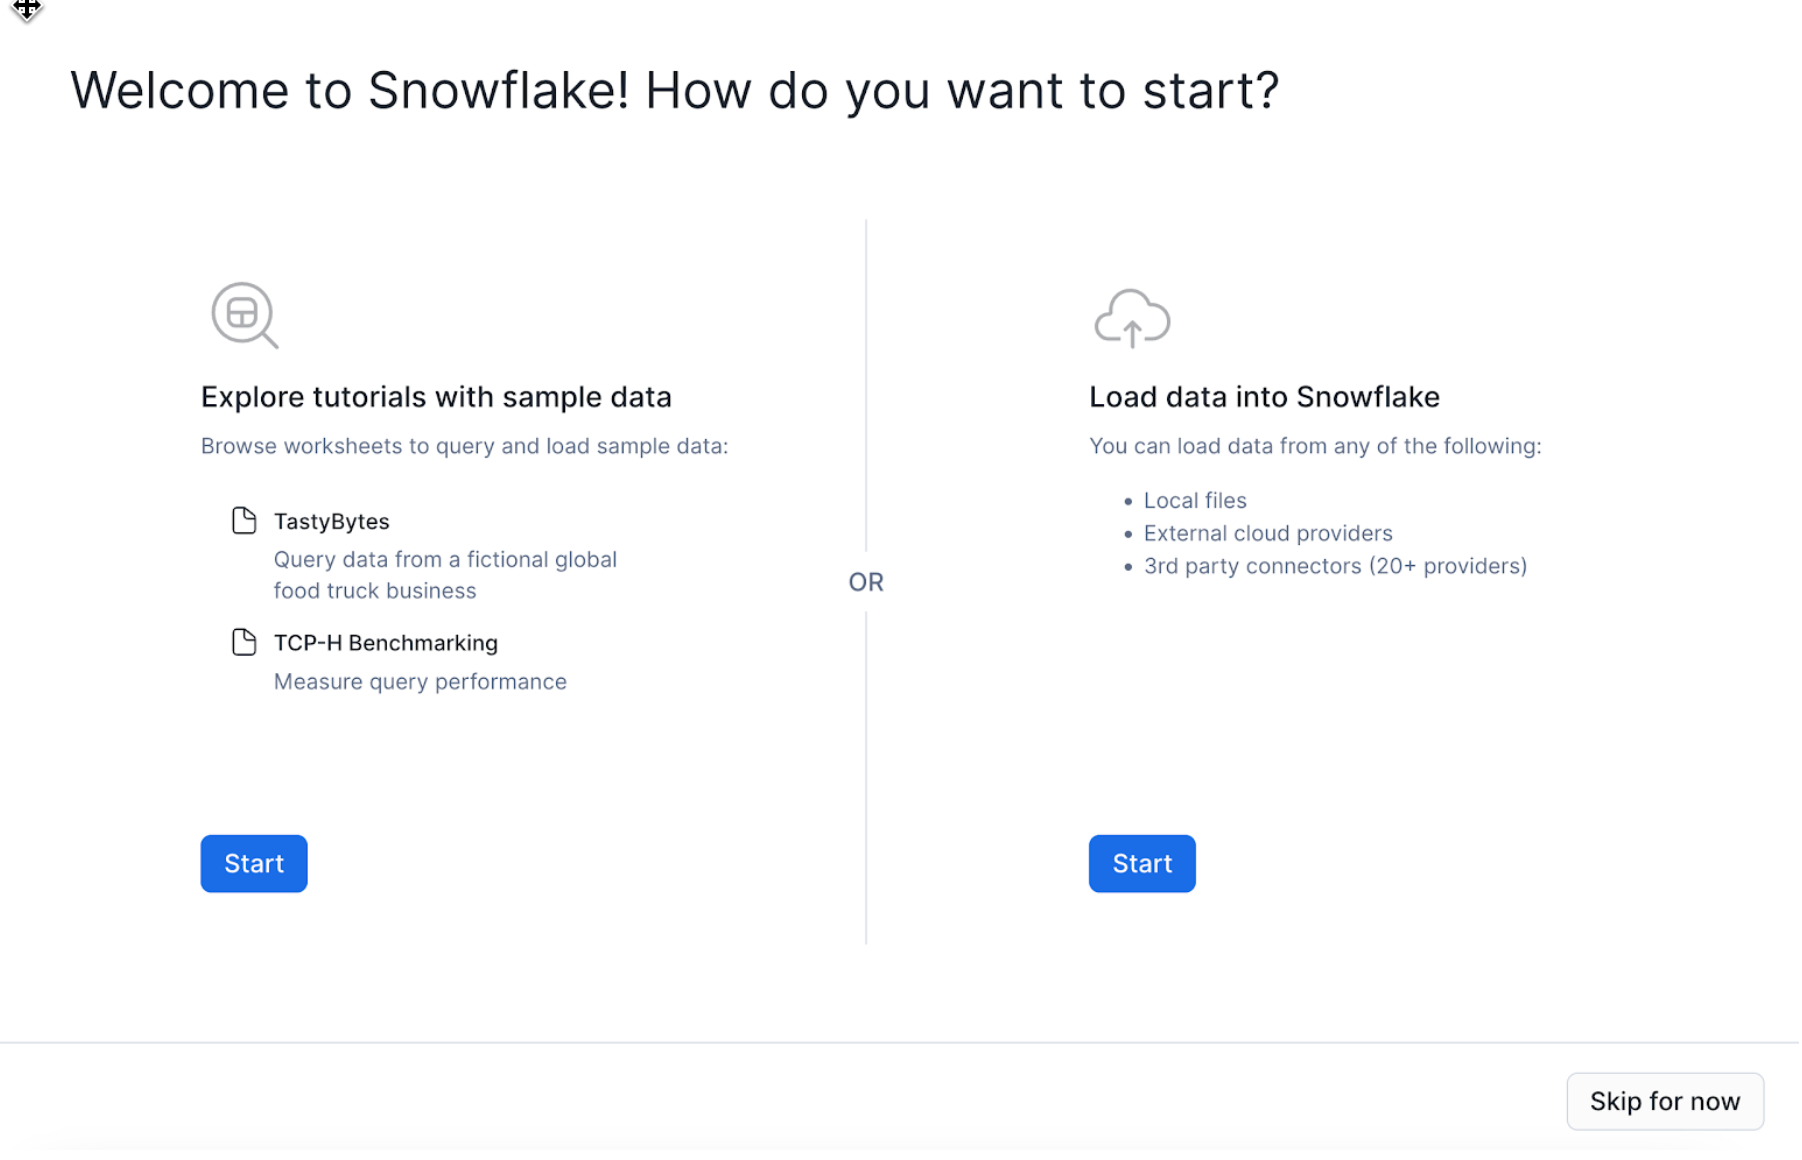 Welcome to Snowflake! How do you want to start?
Explore tutorials with sample data
Browse worksheets to query and load sample data:
TastyBytes
Query data from a fictional global
food truck business
TCP-H Benchmarking
Measure query performance
Start
OR
Load data into Snowflake
You can load data from any of the following:
• Local files
• External cloud providers
• 3rd party connectors (20+ providers)
Start
Skip for now